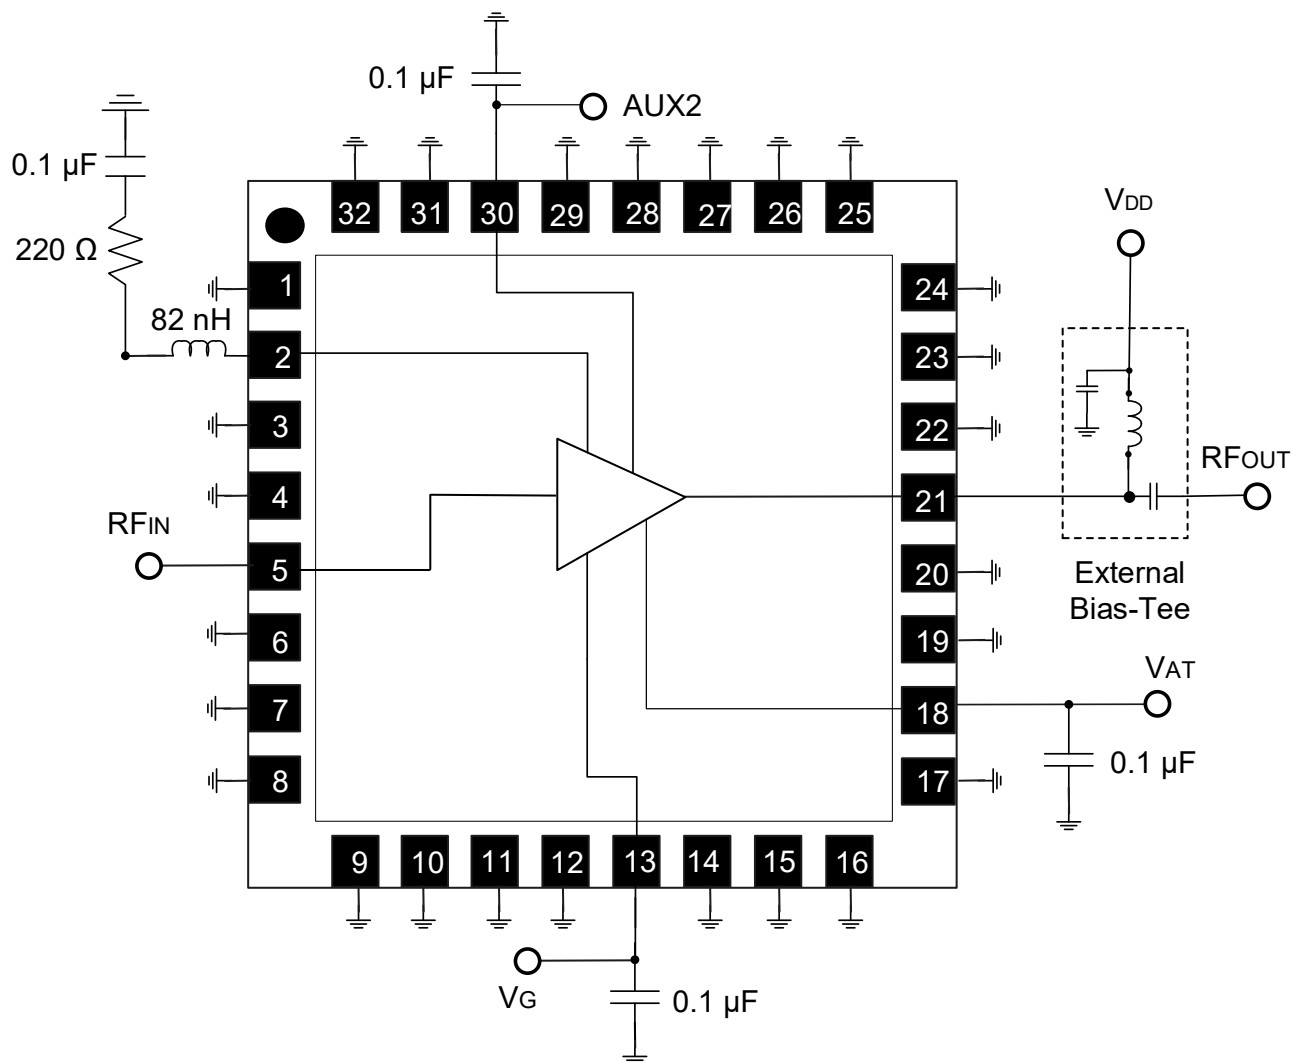 0.1 µF
AUX2
0.1 µF
220 Ω
82 nH
32 31 30 29 28 27 26 25
1
2
3
4
5
6
7
8
RFIN
24
23
22
21
20
19
18
17
VDD
RFOUT
External
Bias-Tee
VAT
0.1 µF
9 10 11 12 13 14 15 16
VG
0.1 µF